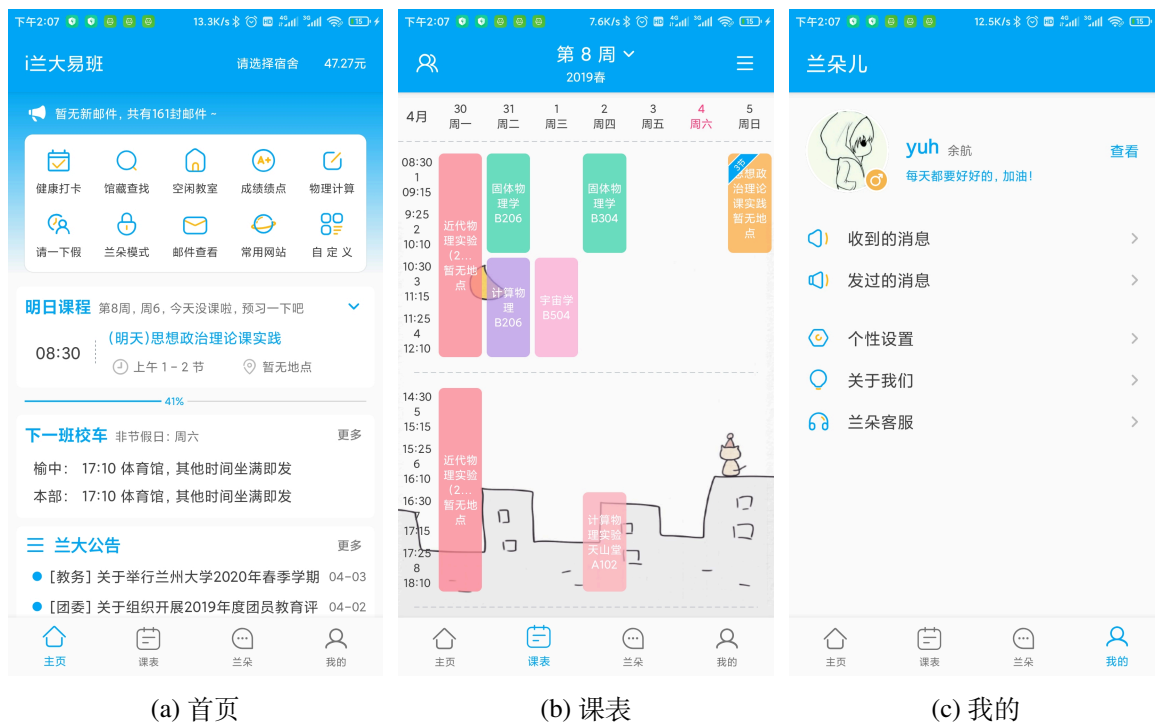 下午2:07 13.3K/s HD 4G 3G 15
i兰大易班 请选择宿舍 47.27元
暂无新邮件, 共有161封邮件 ~
健康打卡 馆藏查找 空闲教室 成绩绩点 物理计算
A+
请一下假 兰朵模式 邮件查看 常用网站 自 定 义
明日课程 第8周, 周6, 今天没课啦, 预习一下吧
(明天)思想政治理论课实践
08:30 上午 1 - 2 节 暂无地点
41%
下一班校车 非节假日: 周六 更多
榆中: 17:10 体育馆, 其他时间坐满即发
本部: 17:10 体育馆, 其他时间坐满即发
兰大公告 更多
[教务] 关于举行兰州大学2020年春季学期 04-03
[团委] 关于组织开展2019年度团员教育评 04-02
主页 课表 兰朵 我的
(a) 首页
下午2:07 7.6K/s HD 4G 3G 15
第 8 周
2019春
4月 30 31 1 2 3 4 5
周一 周二 周三 周四 周五 周六 周日
08:30
1
09:15
9:25
2
10:10
10:30
3
11:15
11:25
4
12:10
近代物
理实验
(2...
暂无地
点
固体物
理学
B206
计算物
理
B206
宇宙学
B504
固体物
理学
B304
315
思想政
治理论
课实践
暂无地
点
14:30
5
15:15
15:25
6
16:10
16:30
7
17:15
17:25
8
18:10
近代物
理实验
(2...
暂无地
点
计算物
理实验
天山堂
A102
主页 课表 兰朵 我的
(b) 课表
下午2:07 12.5K/s HD 4G 3G 15
兰朵儿
yuh 余航 查看
每天都要好好的, 加油!
收到的消息
发过的消息
个性设置
关于我们
兰朵客服
主页 课表 兰朵 我的
(c) 我的